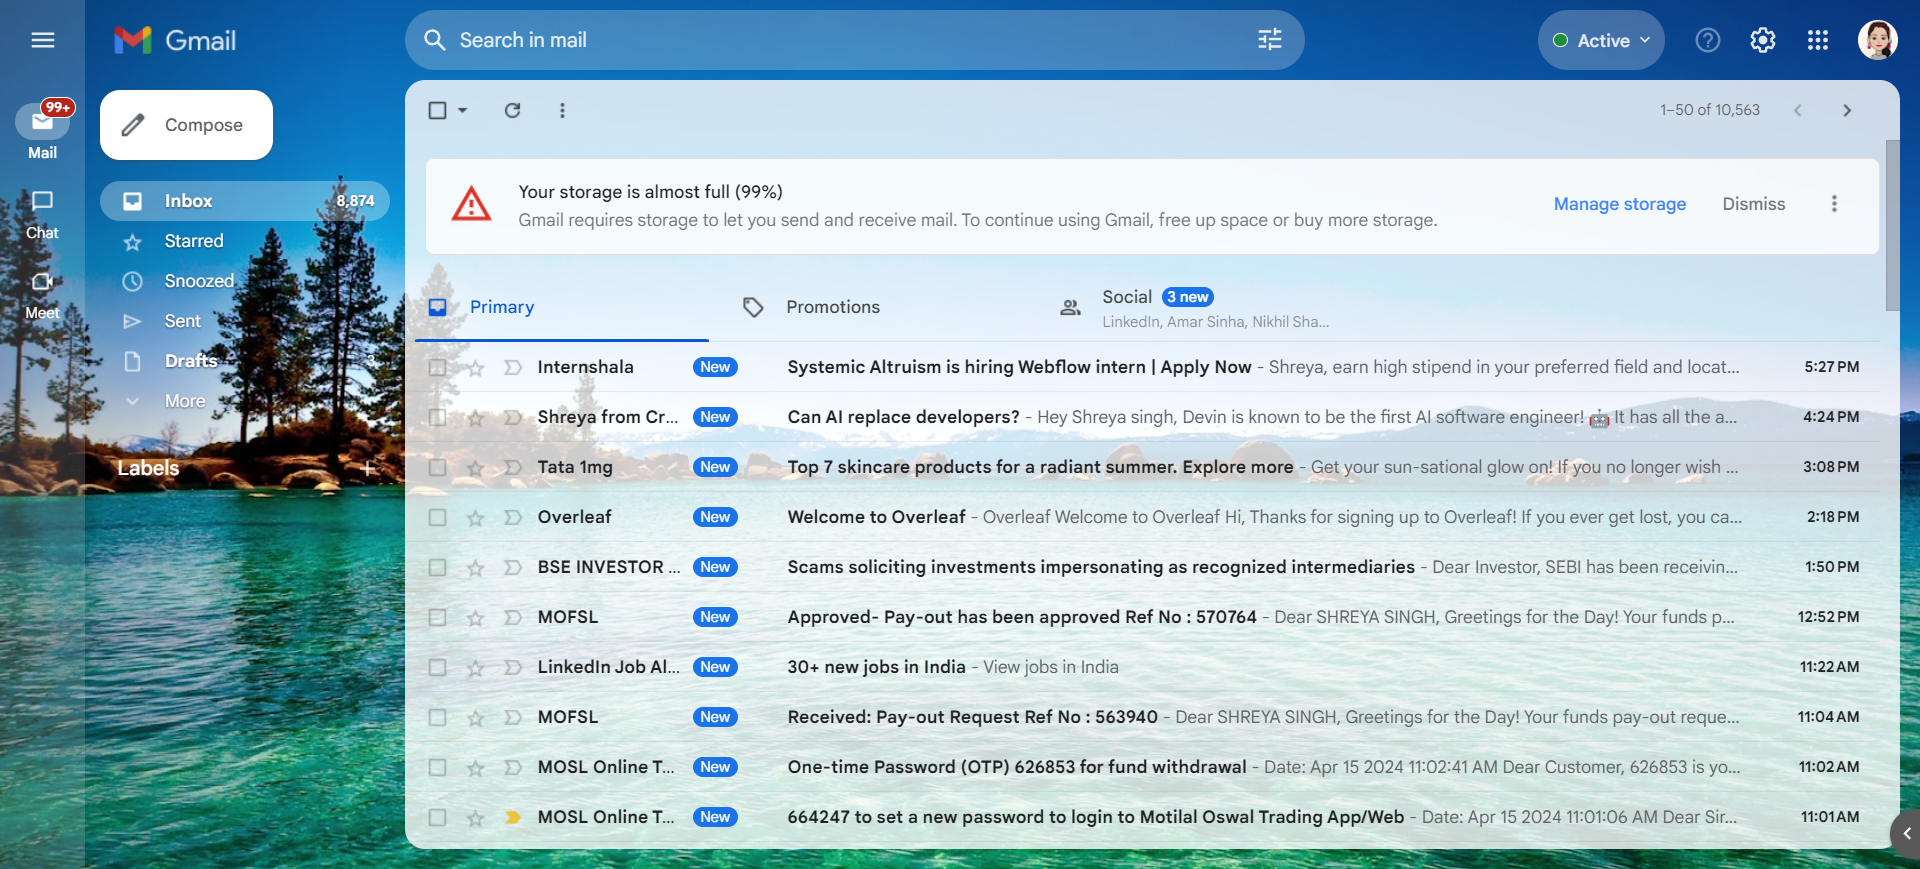 Gmail
Search in mail
Active
99+
Mail
Chat
Meet
Compose
Inbox 8,874
Starred
Snoozed
Sent
Drafts 3
More
Labels
1–50 of 10,563
Your storage is almost full (99%)
Gmail requires storage to let you send and receive mail. To continue using Gmail, free up space or buy more storage.
Manage storage Dismiss
Primary
Promotions
Social 3 new
LinkedIn, Amar Sinha, Nikhil Sha...
Internshala New Systemic Altruism is hiring Webflow intern | Apply Now - Shreya, earn high stipend in your preferred field and locat... 5:27 PM
Shreya from Cr... New Can AI replace developers? - Hey Shreya singh, Devin is known to be the first AI software engineer! 🤖 It has all the a... 4:24 PM
Tata 1mg New Top 7 skincare products for a radiant summer. Explore more - Get your sun-sational glow on! If you no longer wish ... 3:08 PM
Overleaf New Welcome to Overleaf - Overleaf Welcome to Overleaf Hi, Thanks for signing up to Overleaf! If you ever get lost, you ca... 2:18 PM
BSE INVESTOR ... New Scams soliciting investments impersonating as recognized intermediaries - Dear Investor, SEBI has been receivin... 1:50 PM
MOFSL New Approved- Pay-out has been approved Ref No : 570764 - Dear SHREYA SINGH, Greetings for the Day! Your funds p... 12:52 PM
LinkedIn Job Al... New 30+ new jobs in India - View jobs in India 11:22 AM
MOFSL New Received: Pay-out Request Ref No : 563940 - Dear SHREYA SINGH, Greetings for the Day! Your funds pay-out reque... 11:04 AM
MOSL Online T... New One-time Password (OTP) 626853 for fund withdrawal - Date: Apr 15 2024 11:02:41 AM Dear Customer, 626853 is yo... 11:02 AM
MOSL Online T... New 664247 to set a new password to login to Motilal Oswal Trading App/Web - Date: Apr 15 2024 11:01:06 AM Dear Sir... 11:01 AM